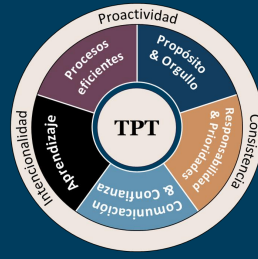 Proactividad
Procesos
eficientes
Propósito
& Orgullo
Intencionalidad
TPT
Consistencia
Aprendizaje
Responsabilidad
& Prioridades
Comunicación
& Confianza